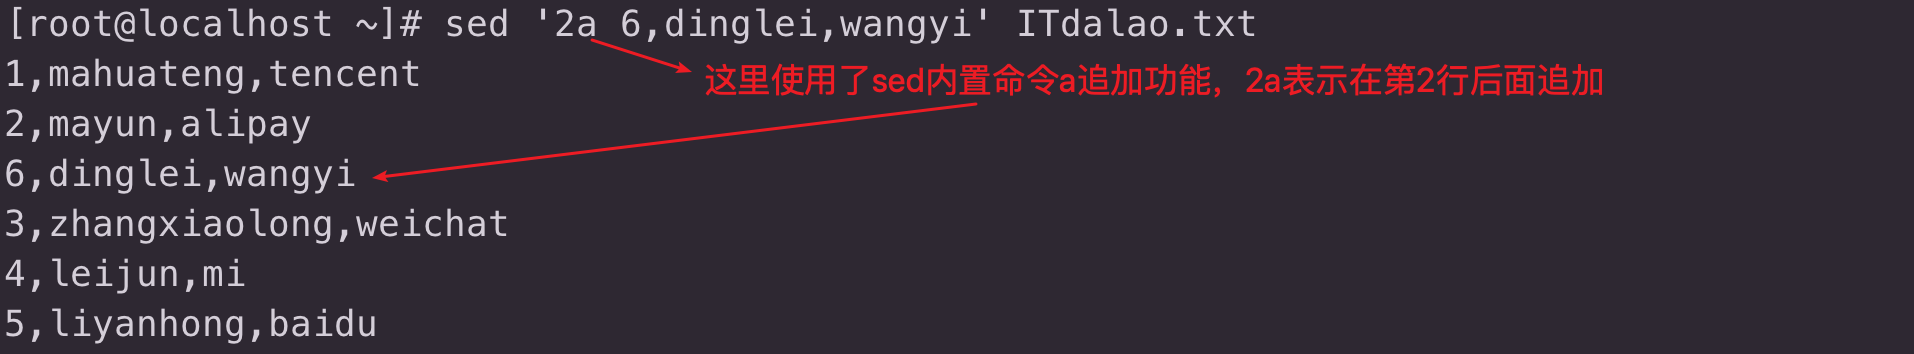 [root@localhost ~]# sed '2a 6,dinglei,wangyi' ITdalao.txt
1,mahuateng,tencent
这里使用了sed内置命令a追加功能，2a表示在第2行后面追加
2,mayun,alipay
6,dinglei,wangyi
3,zhangxiaolong,weichat
4,leijun,mi
5,liyanhong,baidu